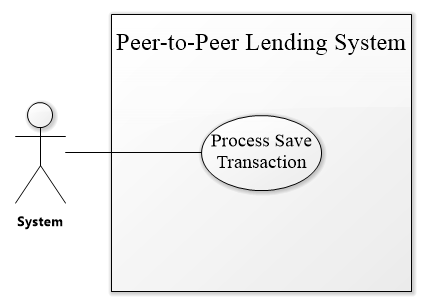 Peer-to-Peer Lending System
Process Save
Transaction
System